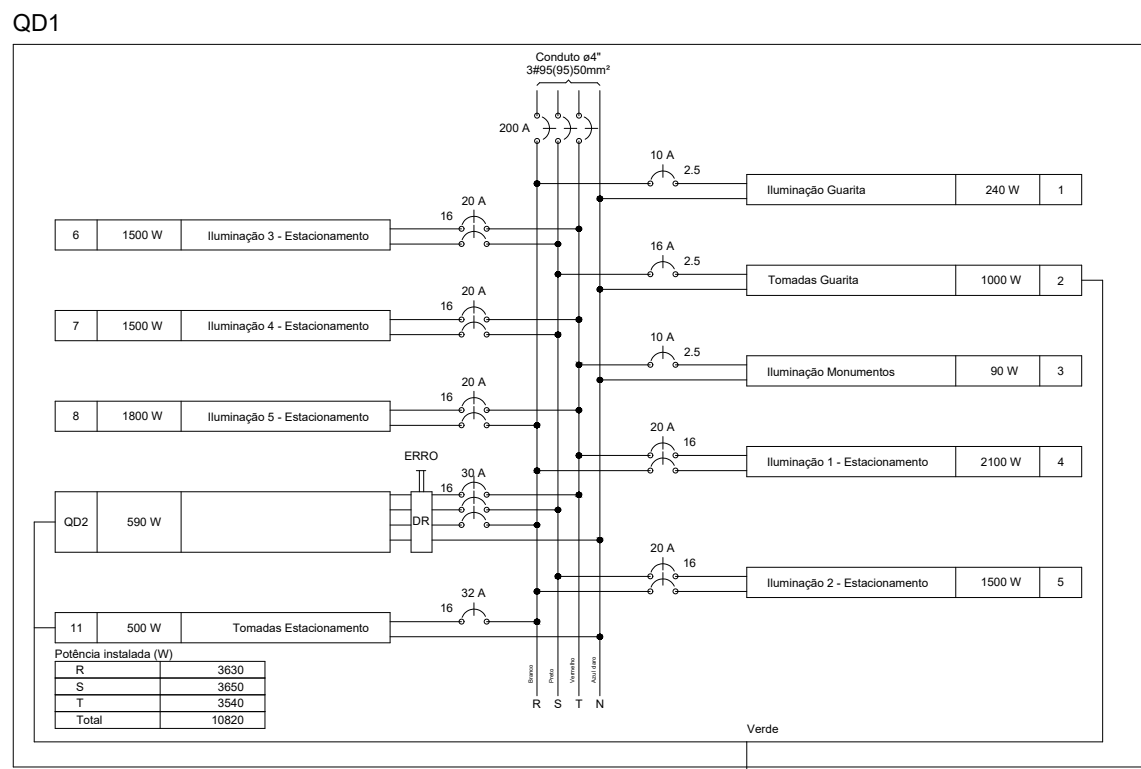 QD1
Conduto ø4"
3#95(95)50mm²
200 A
10 A
2.5
Iluminação Guarita 240 W 1
20 A
16
6 1500 W Iluminação 3 - Estacionamento
16 A
2.5
Tomadas Guarita 1000 W 2
20 A
16
7 1500 W Iluminação 4 - Estacionamento
10 A
2.5
Iluminação Monumentos 90 W 3
20 A
16
8 1800 W Iluminação 5 - Estacionamento
20 A
16
Iluminação 1 - Estacionamento 2100 W 4
ERRO
30 A
16
QD2 590 W DR
20 A
16
Iluminação 2 - Estacionamento 1500 W 5
32 A
16
11 500 W Tomadas Estacionamento
Potência instalada (W)
R 3630
S 3650
T 3540
Total 10820
Branco Preto Vermelho Azul claro
R S T N
Verde